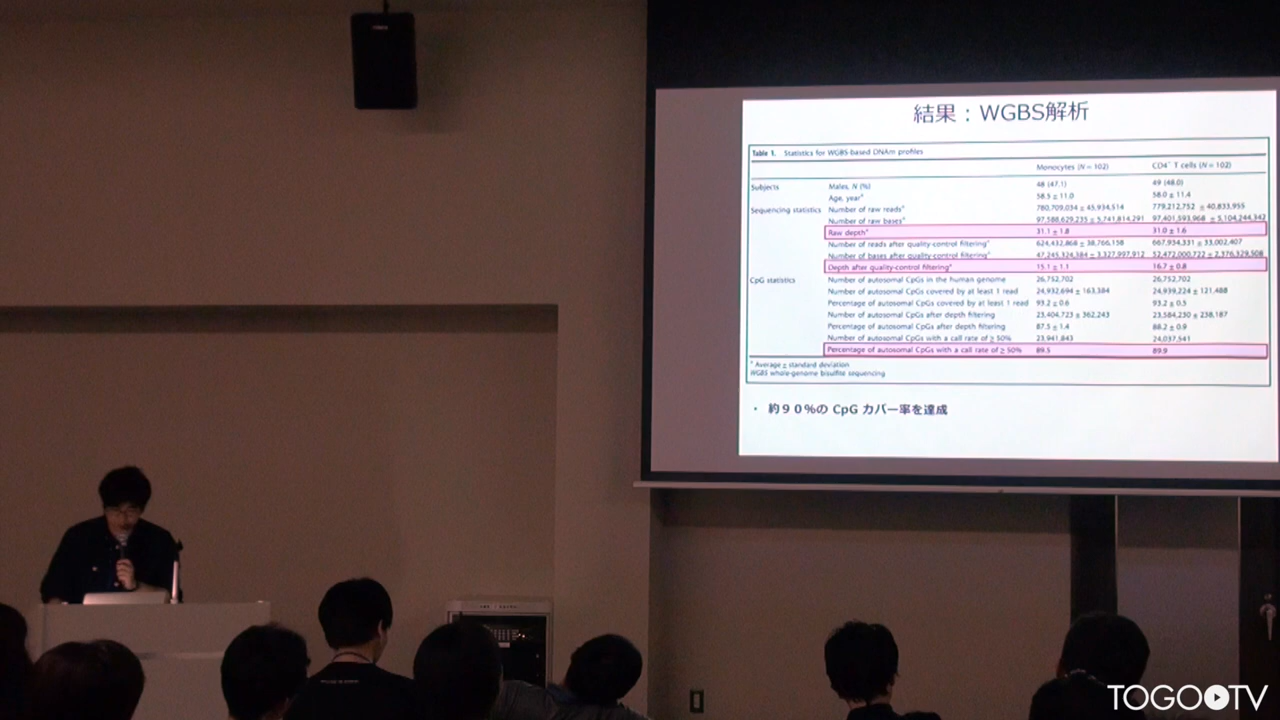 結果：WGBS解析
Table 1. Statistics for WGBS-based DNAm profiles
Monocytes (N = 102) CD4⁺ T cells (N = 102)
Subjects Males, N (%) 48 (47.1) 49 (48.0)
Age, yearᵃ 58.5 ± 11.0 58.0 ± 11.4
Sequencing statistics Number of raw readsᵃ 780,709,034 ± 45,934,514 779,212,752 ± 40,833,955
Number of raw basesᵃ 97,588,629,235 ± 5,741,814,291 97,401,593,968 ± 5,104,244,342
Raw depthᵃ 31.1 ± 1.8 31.0 ± 1.6
Number of reads after quality-control filteringᵃ 624,432,868 ± 38,766,158 667,934,331 ± 33,002,407
Number of bases after quality-control filteringᵃ 47,245,324,384 ± 3,327,997,912 52,472,000,722 ± 2,376,329,508
Depth after quality-control filteringᵃ 15.1 ± 1.1 16.7 ± 0.8
CpG statistics Number of autosomal CpGs in the human genome 26,752,702 26,752,702
Number of autosomal CpGs covered by at least 1 read 24,932,694 ± 163,384 24,939,224 ± 121,488
Percentage of autosomal CpGs covered by at least 1 read 93.2 ± 0.6 93.2 ± 0.5
Number of autosomal CpGs after depth filtering 23,404,723 ± 362,243 23,584,230 ± 238,187
Percentage of autosomal CpGs after depth filtering 87.5 ± 1.4 88.2 ± 0.9
Number of autosomal CpGs with a call rate of ≥ 50% 23,941,843 24,037,541
Percentage of autosomal CpGs with a call rate of ≥ 50% 89.5 89.9
ᵃ Average ± standard deviation
WGBS whole-genome bisulfite sequencing
・ 約９０％の CpG カバー率を達成
TOGOTV